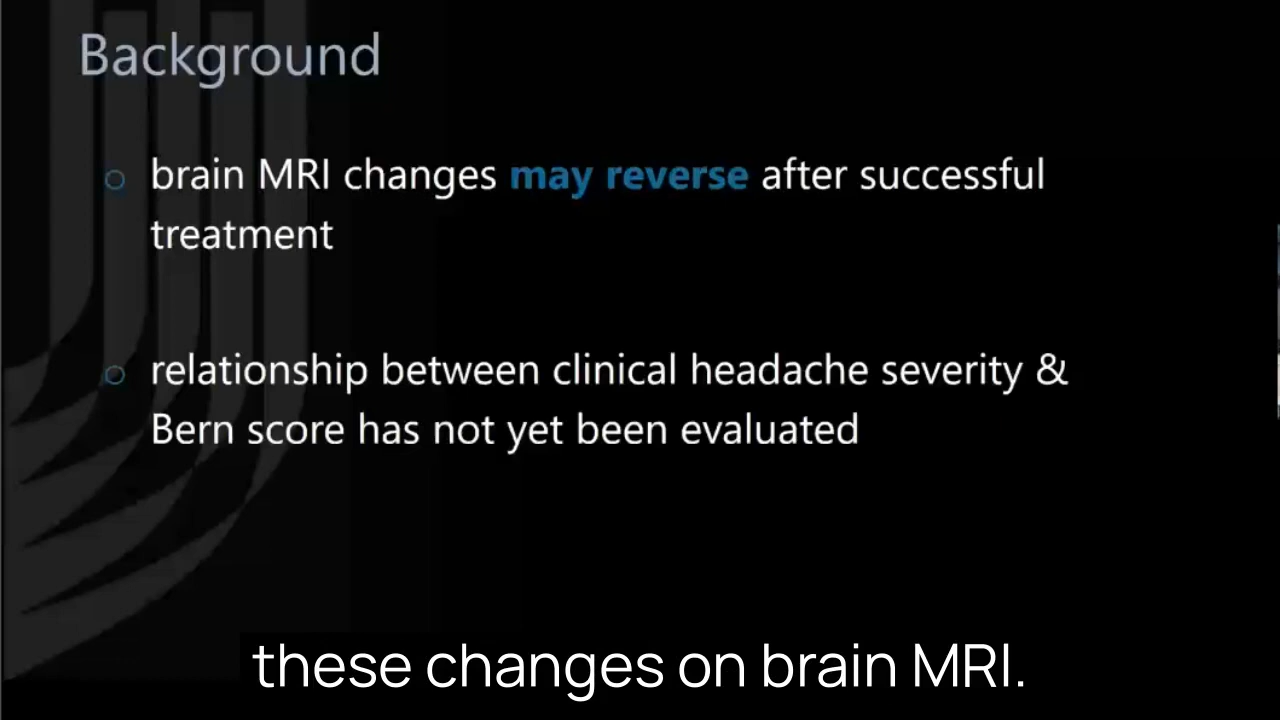 Background
brain MRI changes may reverse after successful
treatment
relationship between clinical headache severity &
Bern score has not yet been evaluated
these changes on brain MRI.